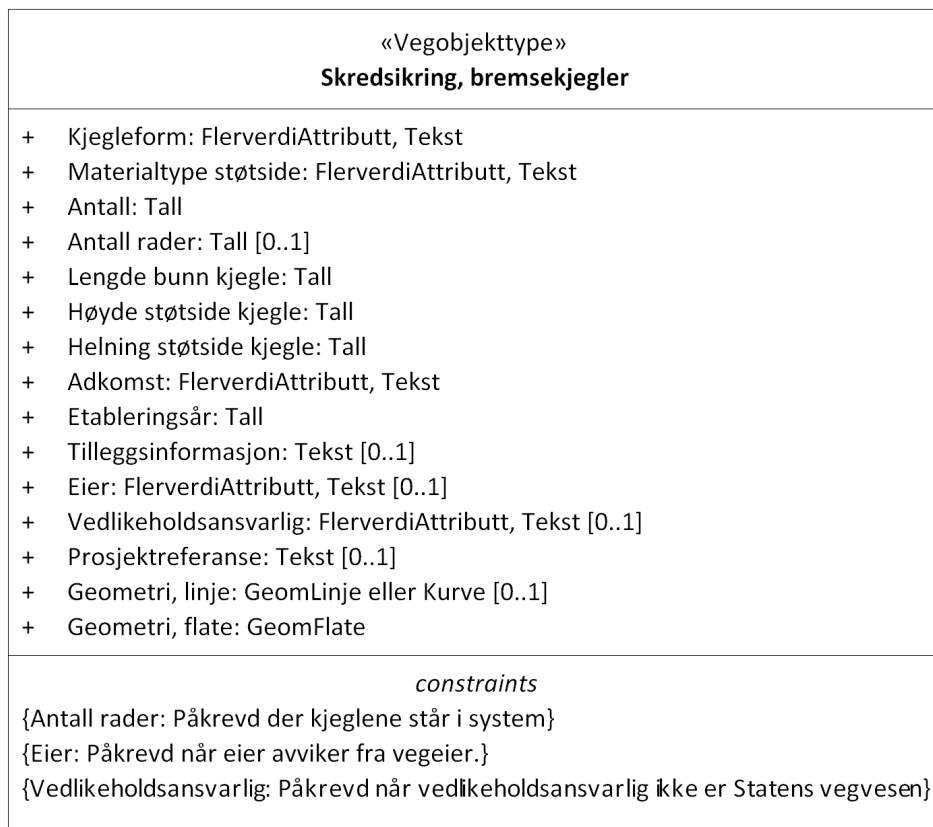 «Vegobjekttype»
Skredsikring, bremsekjegler
+ Kjegleform: FlerverdiAttributt, Tekst
+ Materialtype støtside: FlerverdiAttributt, Tekst
+ Antall: Tall
+ Antall rader: Tall [0..1]
+ Lengde bunn kjegle: Tall
+ Høyde støtside kjegle: Tall
+ Helning støtside kjegle: Tall
+ Adkomst: FlerverdiAttributt, Tekst
+ Etableringsår: Tall
+ Tilleggsinformasjon: Tekst [0..1]
+ Eier: FlerverdiAttributt, Tekst [0..1]
+ Vedlikeholdsansvarlig: FlerverdiAttributt, Tekst [0..1]
+ Prosjektreferanse: Tekst [0..1]
+ Geometri, linje: GeomLinje eller Kurve [0..1]
+ Geometri, flate: GeomFlate
constraints
{Antall rader: Påkrevd der kjeglene står i system}
{Eier: Påkrevd når eier avviker fra vegeier.}
{Vedlikeholdsansvarlig: Påkrevd når vedlikeholdsansvarlig ikke er Statens vegvesen}